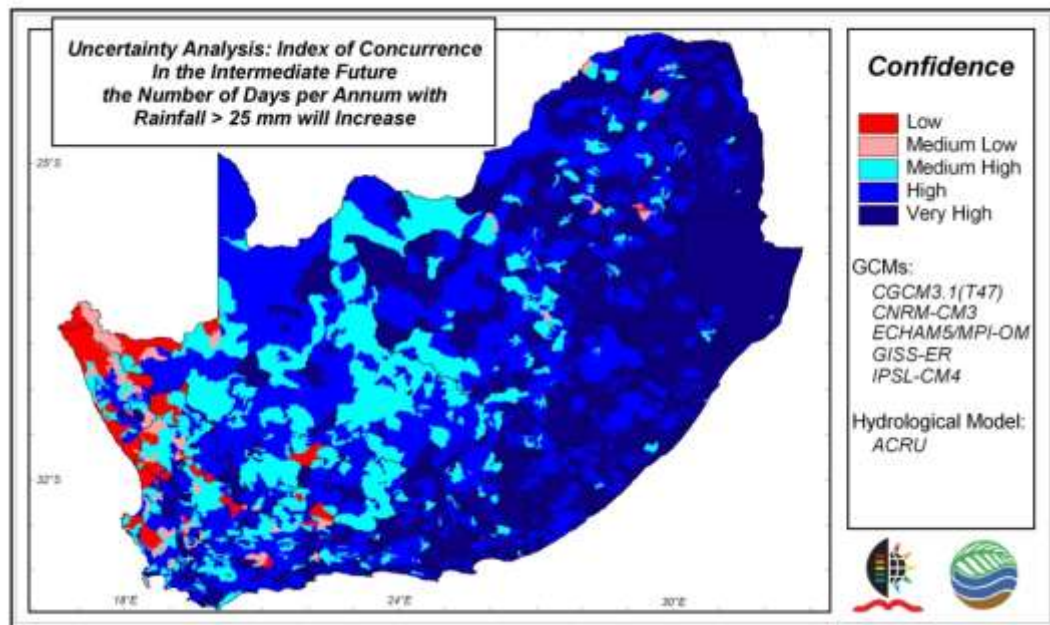 Uncertainty Analysis: Index of Concurrence
In the Intermediate Future
the Number of Days per Annum with
Rainfall > 25 mm will Increase
Confidence
Low
Medium Low
Medium High
High
Very High
GCMs:
CGCM3.1(T47)
CNRM-CM3
ECHAM5/MPI-OM
GISS-ER
IPSL-CM4
Hydrological Model:
ACRU
25°S
32°S
18°E
24°E
30°E